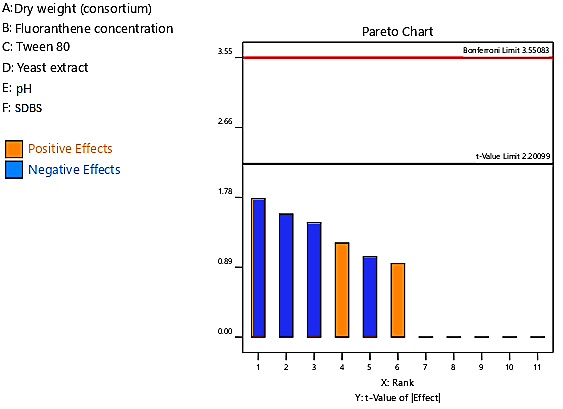 A: Dry weight (consortium)
B: Fluoranthene concentration)
C: Tween 80
D: Yeast extract
E: pH
F: SDBS
Positive Effects
Negative Effects
Pareto Chart
Bonferroni Limit 3.55083
t-Value Limit 2.20099
3.55
2.66
1.78
0.89
0.00
1 2 3 4 5 6 7 8 9 10 11
X: Rank
Y: t-Value of |Effect|